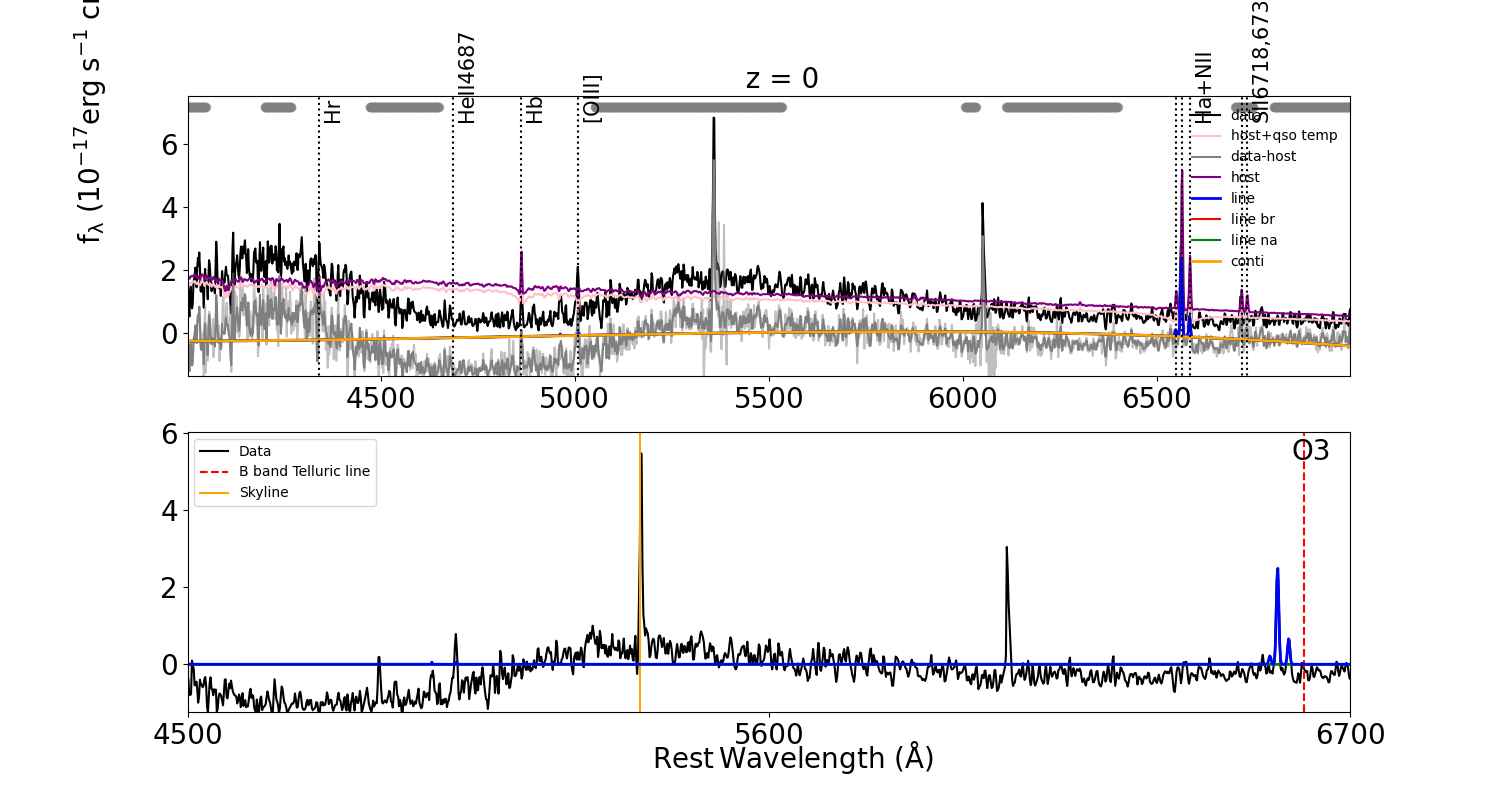 z = 0
Hr
HeII4687
Hb
[OIII]
Ha+NII
SII6718,673
f_λ (10^−17 erg s^−1 c
6
4
2
0
data
host+qso temp
data-host
host
line
line br
line na
conti
4500 5000 5500 6000 6500
6
4
2
0
Data
B band Telluric line
Skyline
O3
4500 5600 6700
Rest Wavelength (Å)